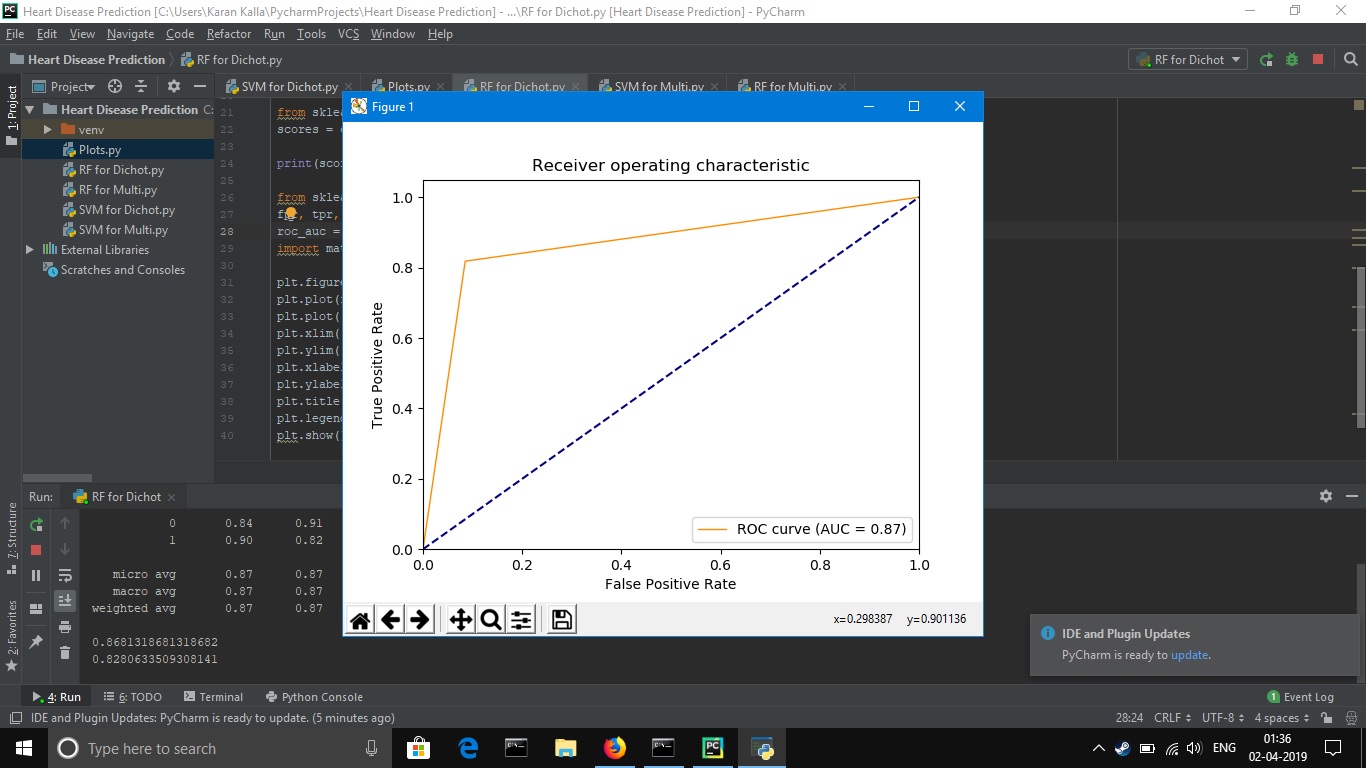 Heart Disease Prediction [C:\Users\Karan Kalla\PycharmProjects\Heart Disease Prediction] - ...\RF for Dichot.py [Heart Disease Prediction] - PyCharm
File Edit View Navigate Code Refactor Run Tools VCS Window Help
Heart Disease Prediction RF for Dichot.py RF for Dichot
1: Project
Project SVM for Dichot.py Plots.py RF for Dichot.py SVM for Multi.py RF for Multi.py
Heart Disease Prediction C:
venv
Plots.py
RF for Dichot.py
RF for Multi.py
SVM for Dichot.py
SVM for Multi.py
External Libraries
Scratches and Consoles
21 from sklea
22 scores =
23
24 print(sco
25
26 from sklea
27 tpr,
28 roc_auc =
29 import mat
30
31 plt.figure
32 plt.plot(
33 plt.plot(
34 plt.xlim(
35 plt.ylim(
36 plt.xlabel
37 plt.ylabel
38 plt.title
39 plt.legend
40 plt.show(
Figure 1
Receiver operating characteristic
True Positive Rate
1.0
0.8
0.6
0.4
0.2
0.0
0.0 0.2 0.4 0.6 0.8 1.0
False Positive Rate
ROC curve (AUC = 0.87)
x=0.298387 y=0.901136
Run: RF for Dichot
0 0.84 0.91
1 0.90 0.82
micro avg 0.87 0.87
macro avg 0.87 0.87
weighted avg 0.87 0.87
0.8681318681318682
0.8280633509308141
7: Structure
2: Favorites
IDE and Plugin Updates
PyCharm is ready to update.
4: Run 6: TODO Terminal Python Console 1 Event Log
IDE and Plugin Updates: PyCharm is ready to update. (5 minutes ago) 28:24 CRLF UTF-8 4 spaces
Type here to search
ENG
01:36
02-04-2019